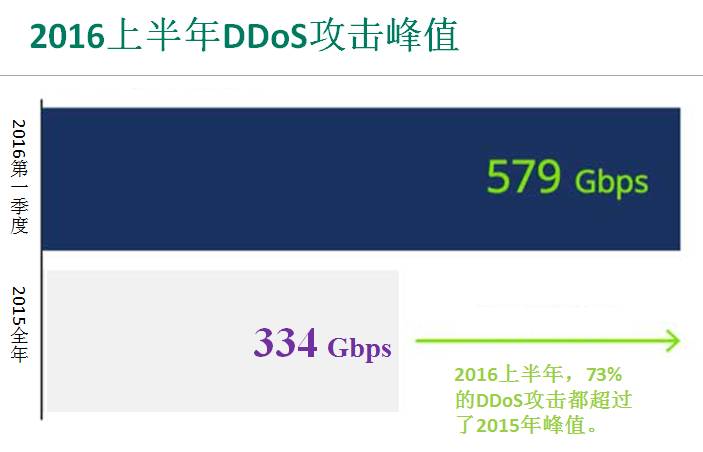 2016上半年DDoS攻击峰值
2016第一季度
579 Gbps
2015全年
334 Gbps
2016上半年，73%
的DDoS攻击都超过
了2015年峰值。